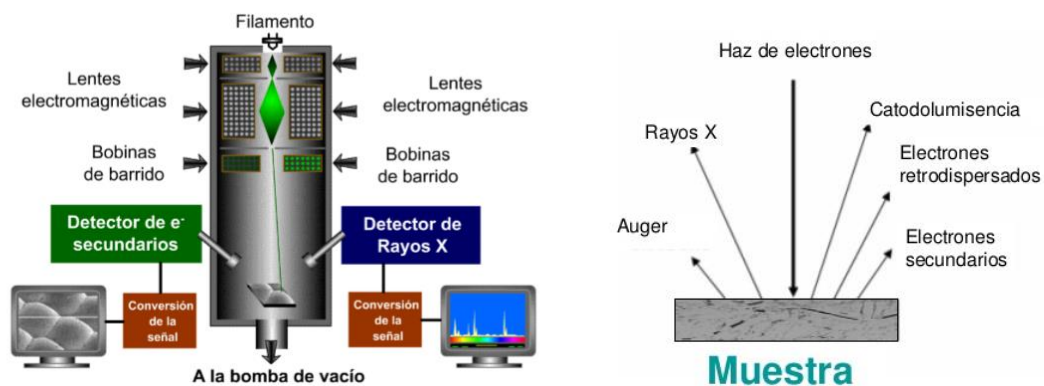 Filamento
Lentes
electromagnéticas
Lentes
electromagnéticas
Bobinas
de barrido
Bobinas
de barrido
Detector de e-
secundarios
Detector de
Rayos X
Conversión
de la
señal
Conversión
de la
señal
A la bomba de vacío
Haz de electrones
Rayos X
Catodolumisencia
Electrones
retrodispersados
Auger
Electrones
secundarios
Muestra